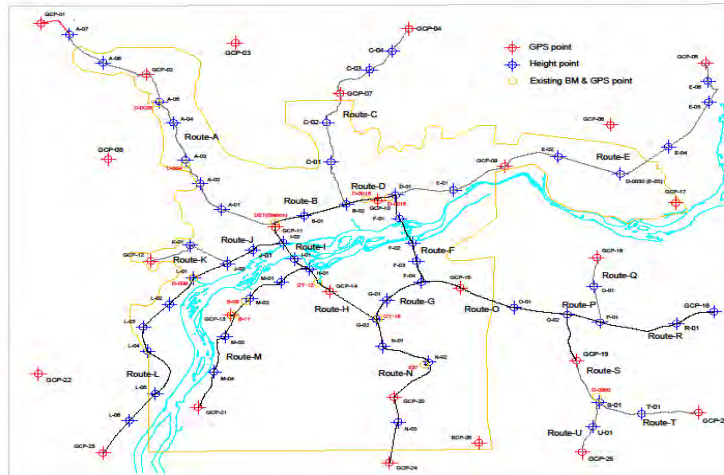 GCP-01
A-07
A-06
GCP-02
GCP-03
GCP-04
C-04
C-03
GCP-07
GPS point
Height point
Existing BM & GPS point
E-06
E-05
A-05
A-04
Route-A
C-02
Route-C
C-01
GCP-08
A-03
A-02
A-01
GCP-09
E-02
Route-E
E-04
D-0030 (E-03)
GCP-17
Route-B
B-01
B-02
Route-D
GCP-10
D-01
E-01
F-01
GCP-11
I-02
K-01
Route-J
J-01
Route-I
I-01
H-01
GCP-12
Route-K
J-02
L-01
F-02
Route-F
F-03
F-04
GCP-16
Route-Q
Q-01
M-01
M-02
GCP-14
Route-H
G-01
Route-G
G-02
GCP-15
Route-O
O-01
O-02
Route-P
P-01
GCP-18
R-01
Route-R
L-02
L-03
L-04
GCP-13
B-11
M-03
Route-M
M-04
N-01
N-02
Route-N
GCP-19
Route-S
GCP-22
Route-L
L-05
L-06
GCP-21
GCP-20
N-03
S-01
T-01
Route-T
Route-U
U-01
GCP-23
GCP-24
GCP-25